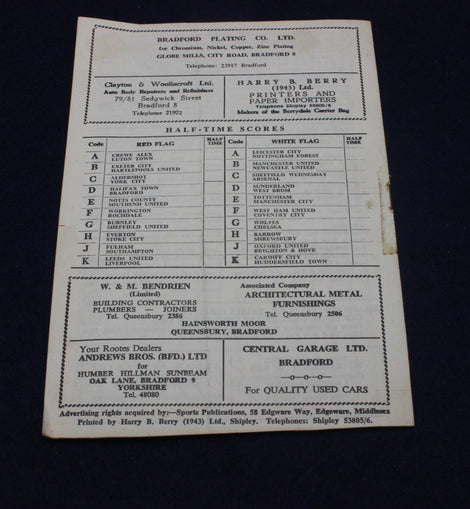 BRADFORD PLATING CO. LTD.
for Chromium, Nickel, Copper, Zinc Plating
GLOBE MILLS, CITY ROAD, BRADFORD 8
Telephone: 23917 Bradford
Clayton & Woollacroft Ltd.
Auto Body Repairers and Refinishers
79/81 Sedgwick Street
Bradford 8
Telephone 21922
HARRY B. BERRY
(1943) Ltd.
PRINTERS AND
PAPER IMPORTERS
Telephone Shipley 53805/6
Makers of the Berrydale Carrier Bag
HALF-TIME SCORES
Code RED FLAG HALF TIME
A CREWE ALEX
LUTON TOWN
B EXETER CITY
HARTLEPOOLS UNITED
C ALDERSHOT
YORK CITY
D HALIFAX TOWN
BRADFORD
E NOTTS COUNTY
SOUTHEND UNITED
F WORKINGTON
ROCHDALE
G BURNLEY
SHEFFIELD UNITED
H EVERTON
STOKE CITY
J FULHAM
SOUTHAMPTON
K LEEDS UNITED
LIVERPOOL
Code WHITE FLAG HALF TIME
A LEICESTER CITY
NOTTINGHAM FOREST
B MANCHESTER UNITED
NEWCASTLE UNITED
C SHEFFIELD WEDNESDAY
ARSENAL
D SUNDERLAND
WEST BROM
E TOTTENHAM
MANCHESTER CITY
F WEST HAM UNITED
COVENTRY CITY
G WOLVES
CHELSEA
H BARROW
SHREWSBURY
J OXFORD UNITED
BRIGHTON & HOVE
K CARDIFF CITY
HUDDERSFIELD TOWN
W. & M. BENDRIEN
(Limited)
BUILDING CONTRACTORS
PLUMBERS — JOINERS
Tel. Queensbury 2386
Associated Company
ARCHITECTURAL METAL
FURNISHINGS
Tel. Queensbury 2506
HAINSWORTH MOOR
QUEENSBURY, BRADFORD
Your Rootes Dealers
ANDREWS BROS. (BFD.) LTD
for
HUMBER HILLMAN SUNBEAM
OAK LANE, BRADFORD 9
YORKSHIRE
Tel. 48080
CENTRAL GARAGE LTD.
BRADFORD
For QUALITY USED CARS
Advertising rights acquired by:—Sports Publications, 58 Edgware Way, Edgeware, Middlesex
Printed by Harry B. Berry (1943) Ltd., Shipley. Telephones: Shipley 53805/6.